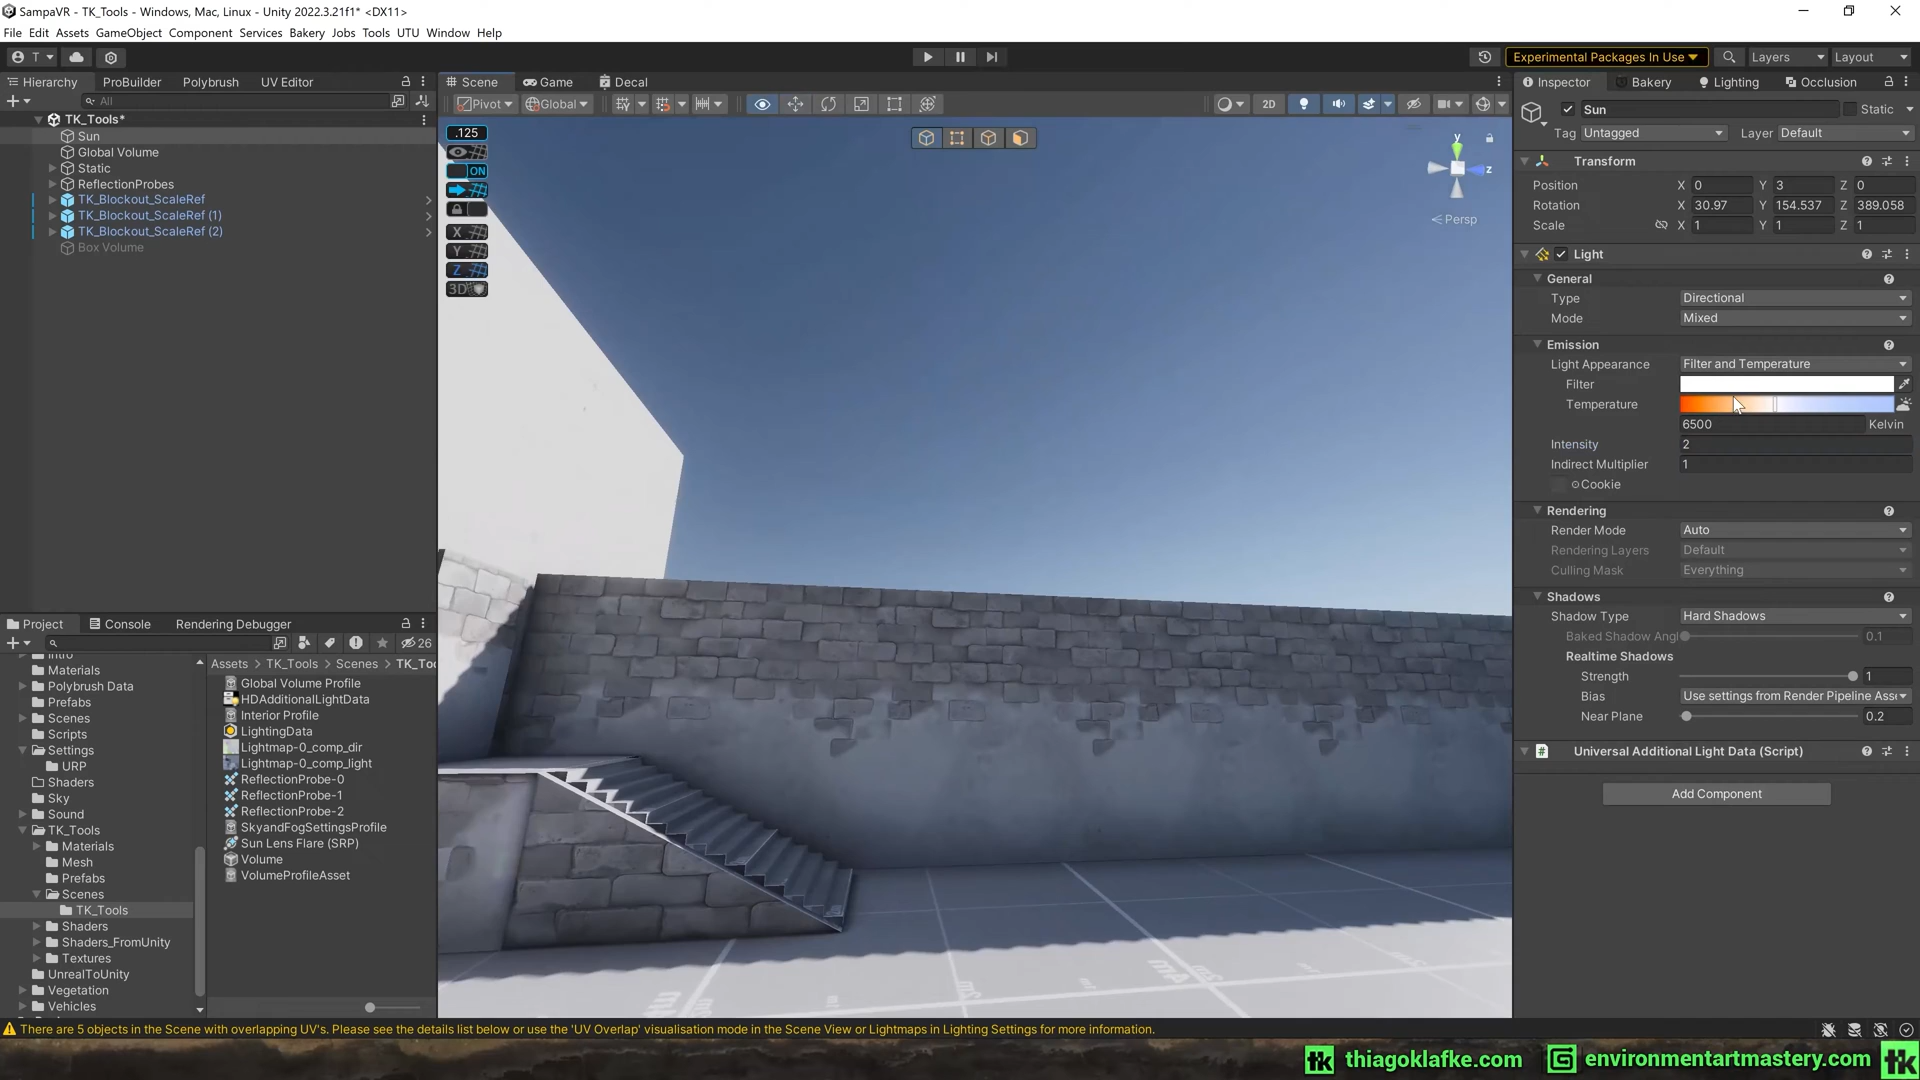 SampaVR - TK_Tools - Windows, Mac, Linux - Unity 2022.3.21f1* <DX11>
File Edit Assets GameObject Component Services Bakery Jobs Tools UTU Window Help
T
Experimental Packages In Use
Layers
Layout
Hierarchy
ProBuilder
Polybrush
UV Editor
Scene
Game
Decal
Inspector
Bakery
Lighting
Occlusion
All
Pivot
Global
2D
Sun
Static
Tag Untagged
Layer Default
TK_Tools*
Sun
Global Volume
Static
ReflectionProbes
TK_Blockout_ScaleRef
TK_Blockout_ScaleRef (1)
TK_Blockout_ScaleRef (2)
Box Volume
.125
ON
X
Y
Z
3D
y
z
Persp
Transform
Position X 0 Y 3 Z 0
Rotation X 30.97 Y 154.537 Z 389.058
Scale X 1 Y 1 Z 1
Light
General
Type Directional
Mode Mixed
Emission
Light Appearance Filter and Temperature
Filter
Temperature
6500 Kelvin
Intensity 2
Indirect Multiplier 1
Cookie
Rendering
Render Mode Auto
Rendering Layers Default
Culling Mask Everything
Shadows
Shadow Type Hard Shadows
Baked Shadow Angl 0.1
Realtime Shadows
Strength 1
Bias Use settings from Render Pipeline Asse
Near Plane 0.2
# Universal Additional Light Data (Script)
Add Component
Project
Console
Rendering Debugger
26
Intro
Materials
Polybrush Data
Prefabs
Scenes
Scripts
Settings
URP
Shaders
Sky
Sound
TK_Tools
Materials
Mesh
Prefabs
Scenes
TK_Tools
Shaders
Shaders_FromUnity
Textures
UnrealToUnity
Vegetation
Vehicles
Assets > TK_Tools > Scenes > TK_Too
Global Volume Profile
HDAdditionalLightData
Interior Profile
LightingData
Lightmap-0_comp_dir
Lightmap-0_comp_light
ReflectionProbe-0
ReflectionProbe-1
ReflectionProbe-2
SkyandFogSettingsProfile
Sun Lens Flare (SRP)
Volume
VolumeProfileAsset
There are 5 objects in the Scene with overlapping UV's. Please see the details list below or use the 'UV Overlap' visualisation mode in the Scene View or Lightmaps in Lighting Settings for more information.
tk thiagoklafke.com
environmentartmastery.com
tk